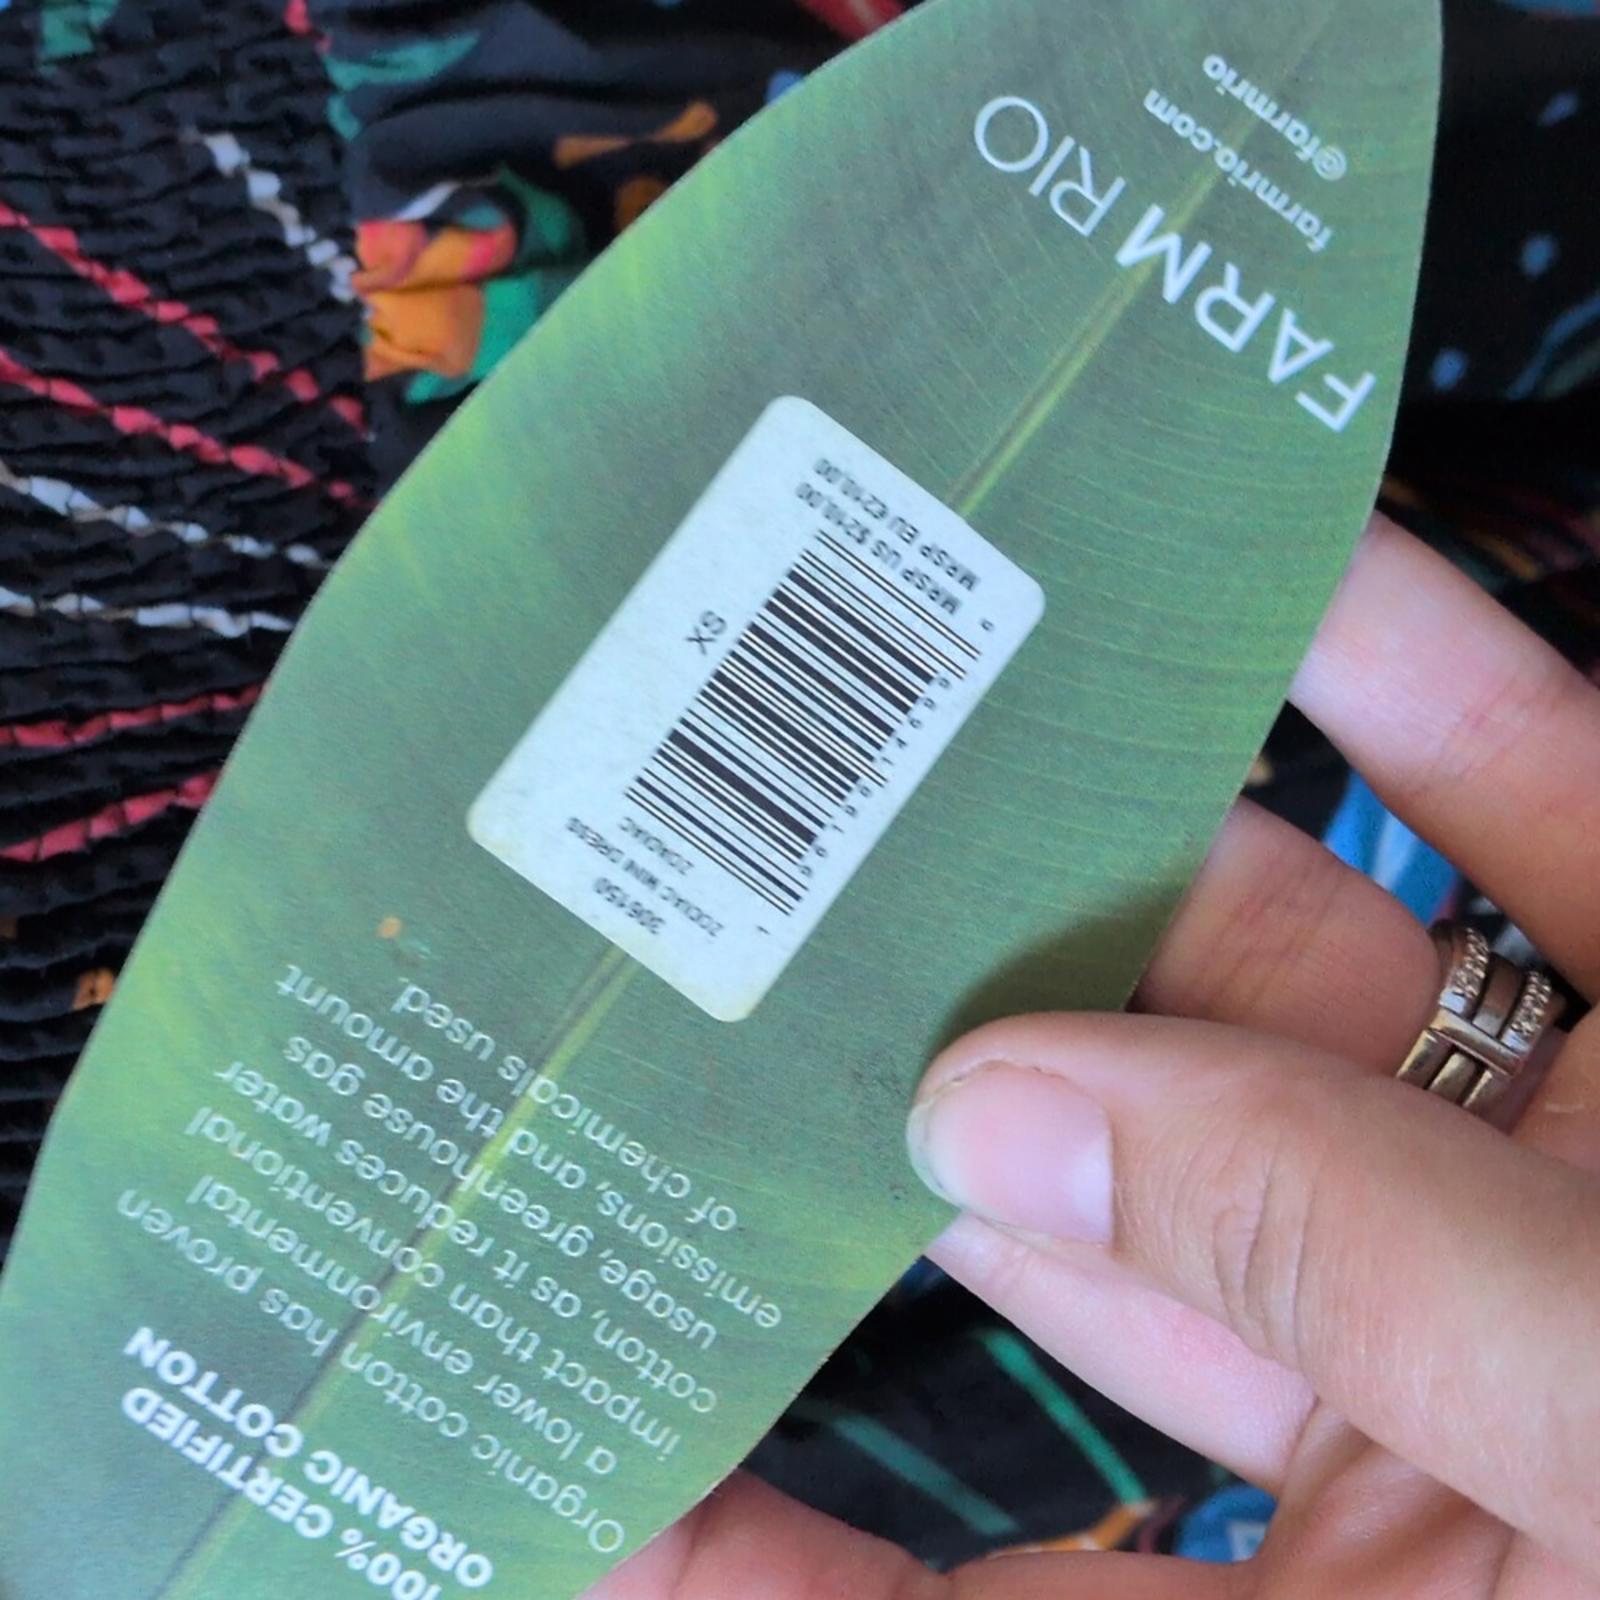 100% CERTIFIED
ORGANIC COTTON
Organic cotton has proven
a lower environmental
impact than conventional
cotton, as it reduces water
usage, greenhouse gas
emissions, and the amount
of chemicals used.
306150
ZODIAC MINI DRESS
ZODIAC
XS
MRSP US $210,00
MRSP EU €210,00
FARM RIO
farmrio.com
@farmrio